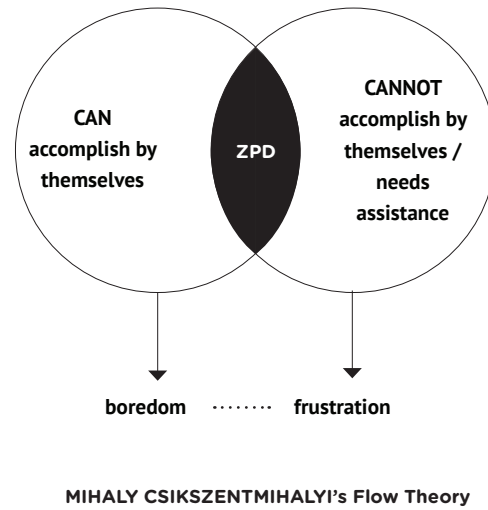 CAN
accomplish by
themselves
ZPD
CANNOT
accomplish by
themselves /
needs
assistance
boredom ....... frustration
MIHALY CSIKSZENTMIHALYI's Flow Theory